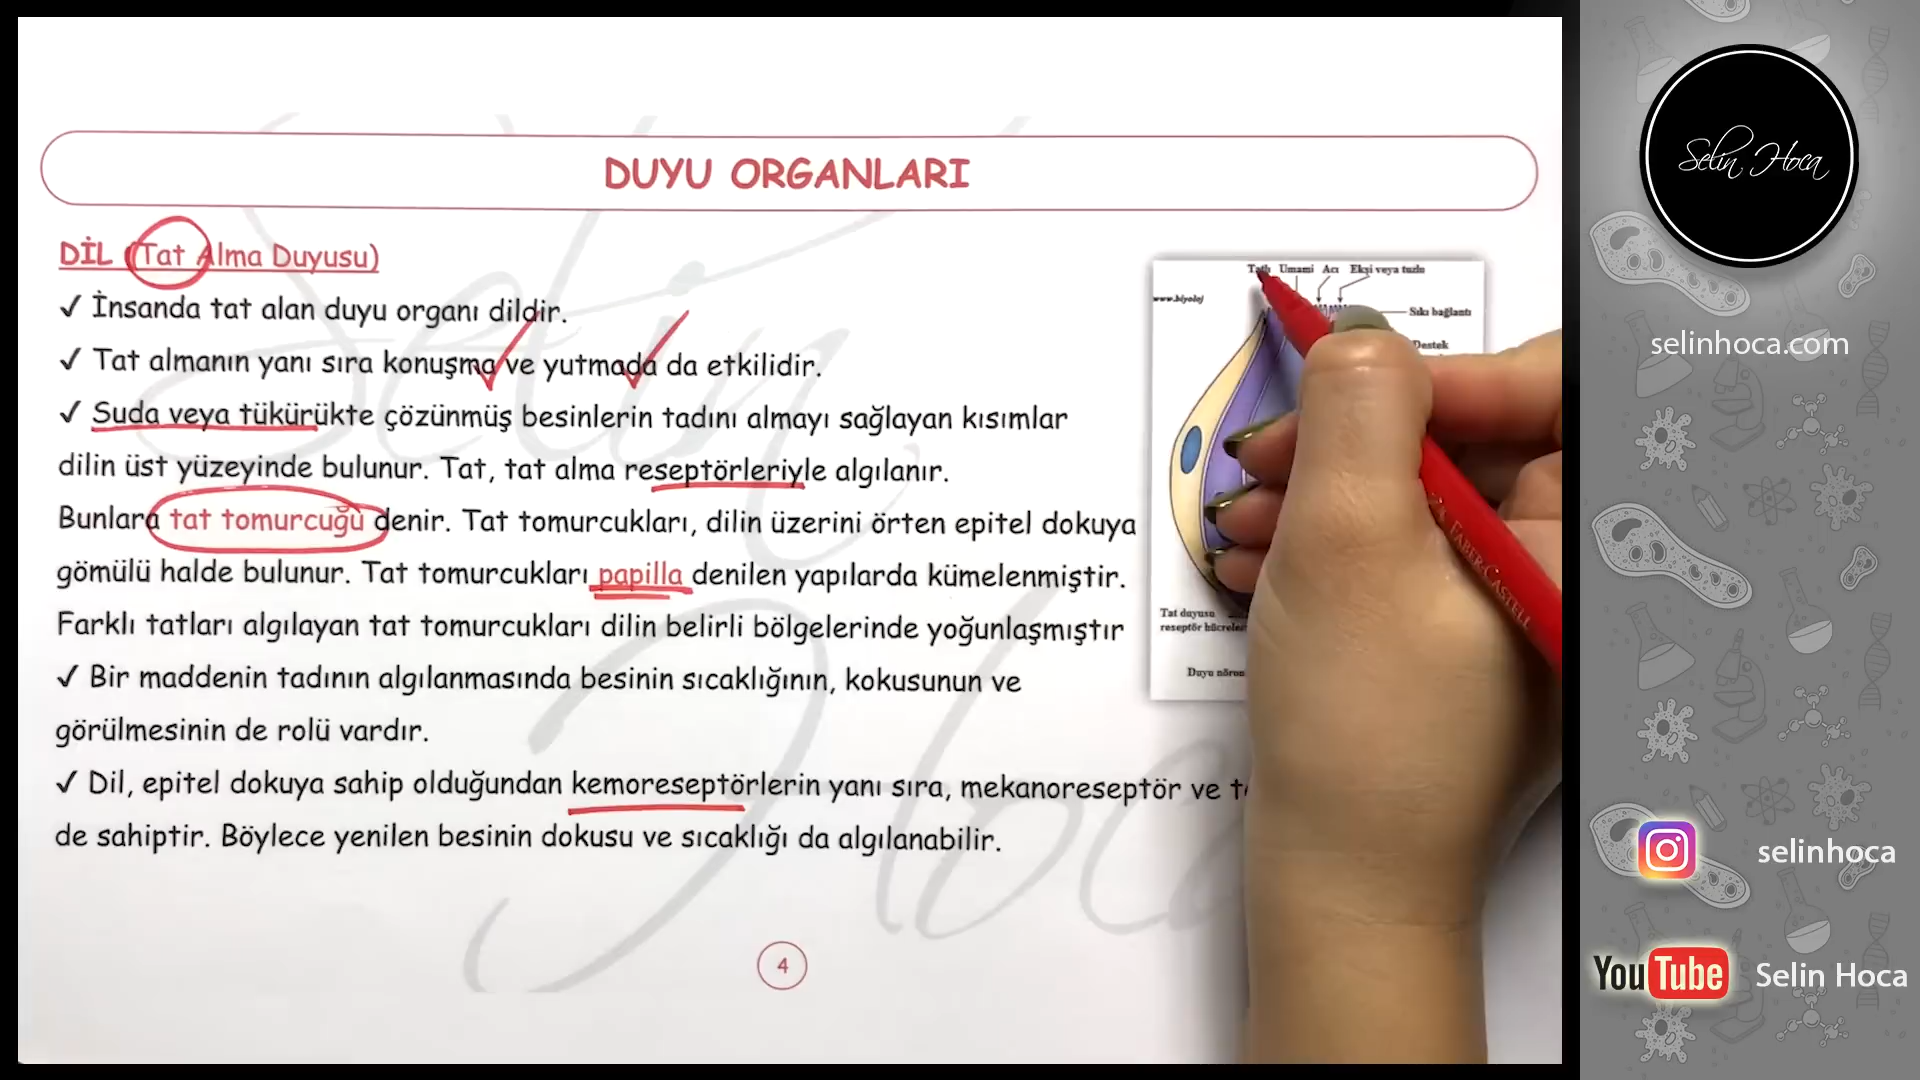 DUYU ORGANLARI
DİL (Tat Alma Duyusu)
✓ İnsanda tat alan duyu organı dildir.
✓ Tat almanın yanı sıra konuşma ve yutmada da etkilidir.
✓ Suda veya tükürükte çözünmüş besinlerin tadını almayı sağlayan kısımlar
dilin üst yüzeyinde bulunur. Tat, tat alma reseptörleriyle algılanır.
Bunlara tat tomurcuğu denir. Tat tomurcukları, dilin üzerini örten epitel dokuya
gömülü halde bulunur. Tat tomurcukları papilla denilen yapılarda kümelenmiştir.
Farklı tatları algılayan tat tomurcukları dilin belirli bölgelerinde yoğunlaşmıştır
✓ Bir maddenin tadının algılanmasında besinin sıcaklığının, kokusunun ve
görülmesinin de rolü vardır.
✓ Dil, epitel dokuya sahip olduğundan kemoreseptörlerin yanı sıra, mekanoreseptör ve
de sahiptir. Böylece yenilen besinin dokusu ve sıcaklığı da algılanabilir.
4
Umami Acı Ekşi veya tuzlu
www.biyoloj
Sıkı bağlantı
Destek
Tat duyusu
reseptör
Duyu nöron
FABER-CASTELL
Selin Hoca
Selin Hoca
selinhoca.com
selinhoca
YouTube Selin Hoca